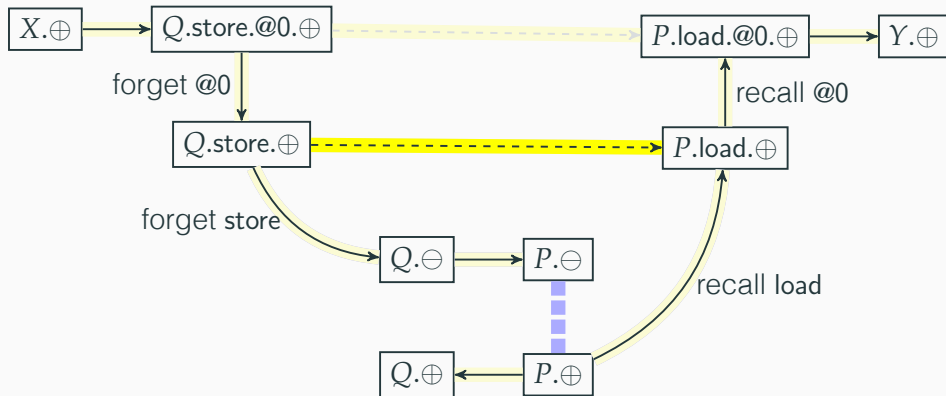 X.⊕ Q.store.@0.⊕ P.load.@0.⊕ Y.⊕
forget @0 recall @0
Q.store.⊕ P.load.⊕
forget store
Q.⊖ P.⊖
recall load
Q.⊕ P.⊕